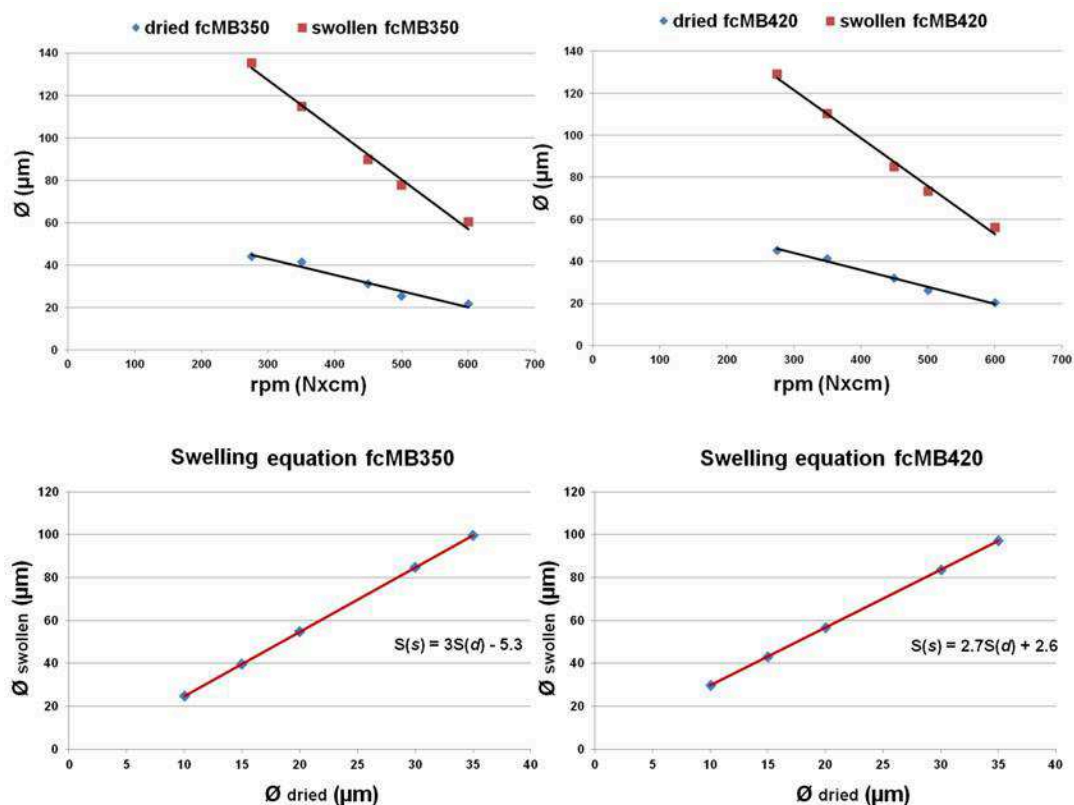 dried fcMB350 swollen fcMB350
140
120
100
80
60
40
20
0
Ø (µm)
0 100 200 300 400 500 600 700
rpm (Nxcm)
dried fcMB420 swollen fcMB420
140
120
100
80
60
40
20
0
Ø (µm)
0 100 200 300 400 500 600 700
rpm (Nxcm)
Swelling equation fcMB350
120
100
80
60
40
20
0
Ø swollen (µm)
S(s) = 3S(d) - 5.3
0 5 10 15 20 25 30 35 40
Ø dried (µm)
Swelling equation fcMB420
120
100
80
60
40
20
0
Ø swollen (µm)
S(s) = 2.7S(d) + 2.6
0 5 10 15 20 25 30 35 40
Ø dried (µm)